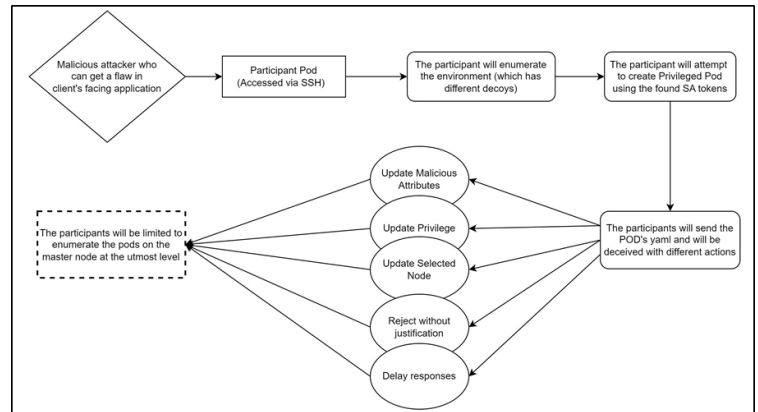 Malicious attacker who
can get a flaw in
client's facing application
Participant Pod
(Accessed via SSH)
The participant will enumerate
the environment (which has
different decoys)
The participant will attempt
to create Privileged Pod
using the found SA tokens
The participants will send the
POD's yaml and will be
deceived with different actions
Update Malicious
Attributes
Update Privilege
Update Selected
Node
Reject without
justification
Delay responses
The participants will be limited to
enumerate the pods on the
master node at the utmost level